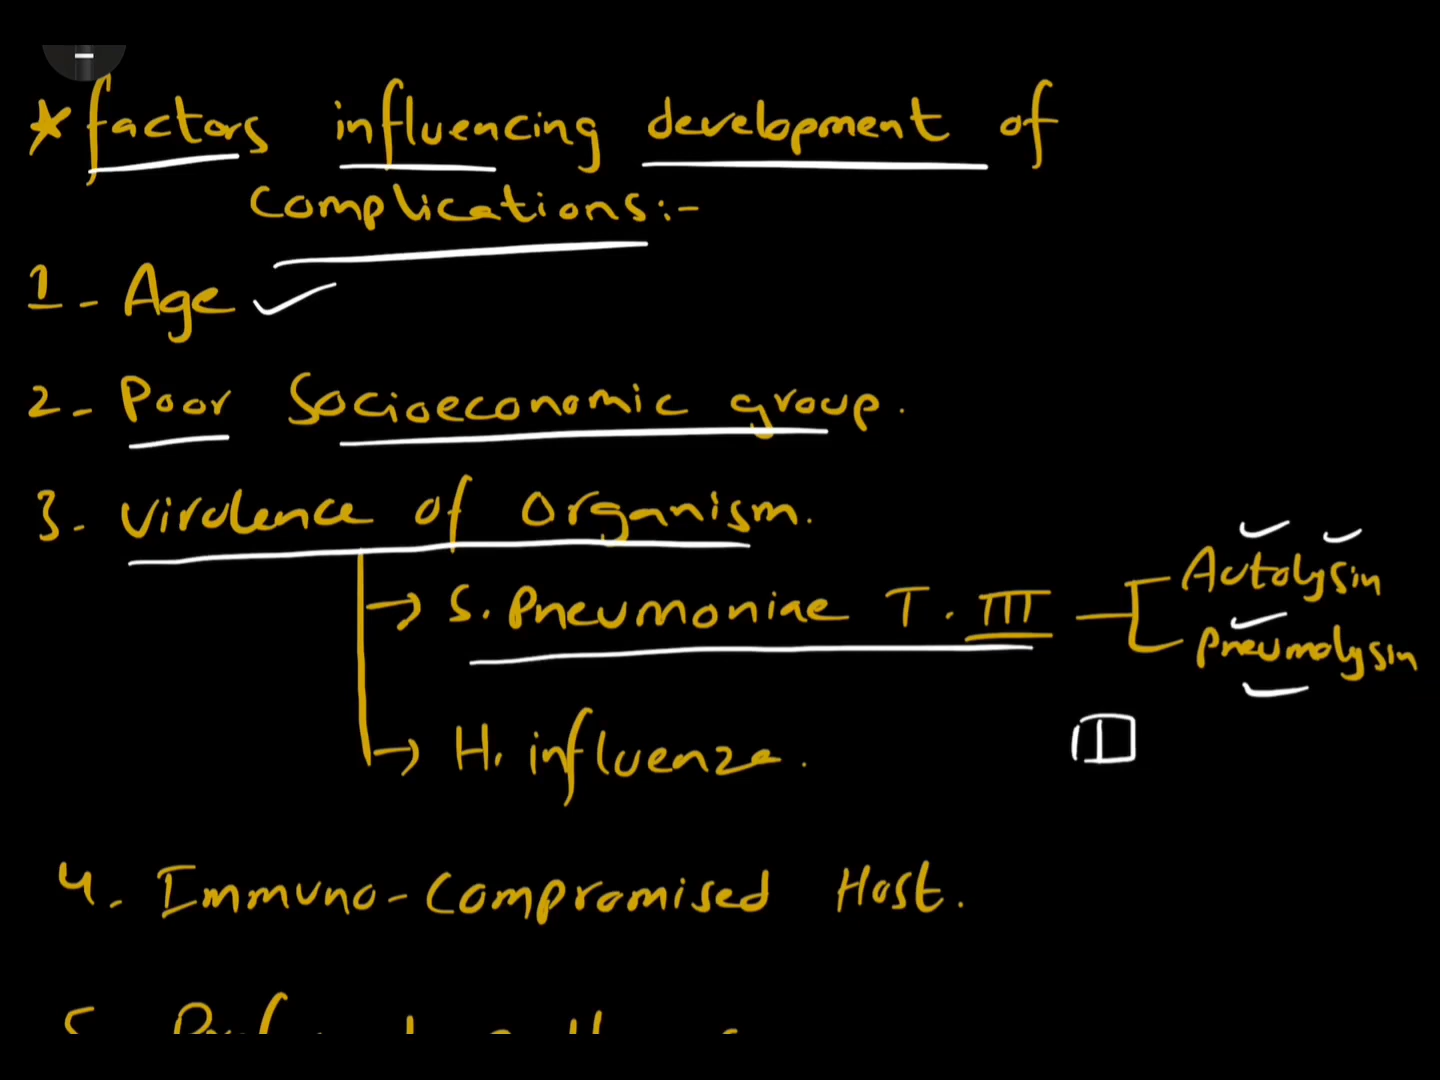 * factors influencing development of
complications:-
1 - Age ✓
2 - Poor Socioeconomic group.
3 - Virulence of Organism.
→ S. Pneumoniae T. III
Autolysin
Pneumolysin
→ H. influenza.
4. Immuno-Compromised Host.
5.